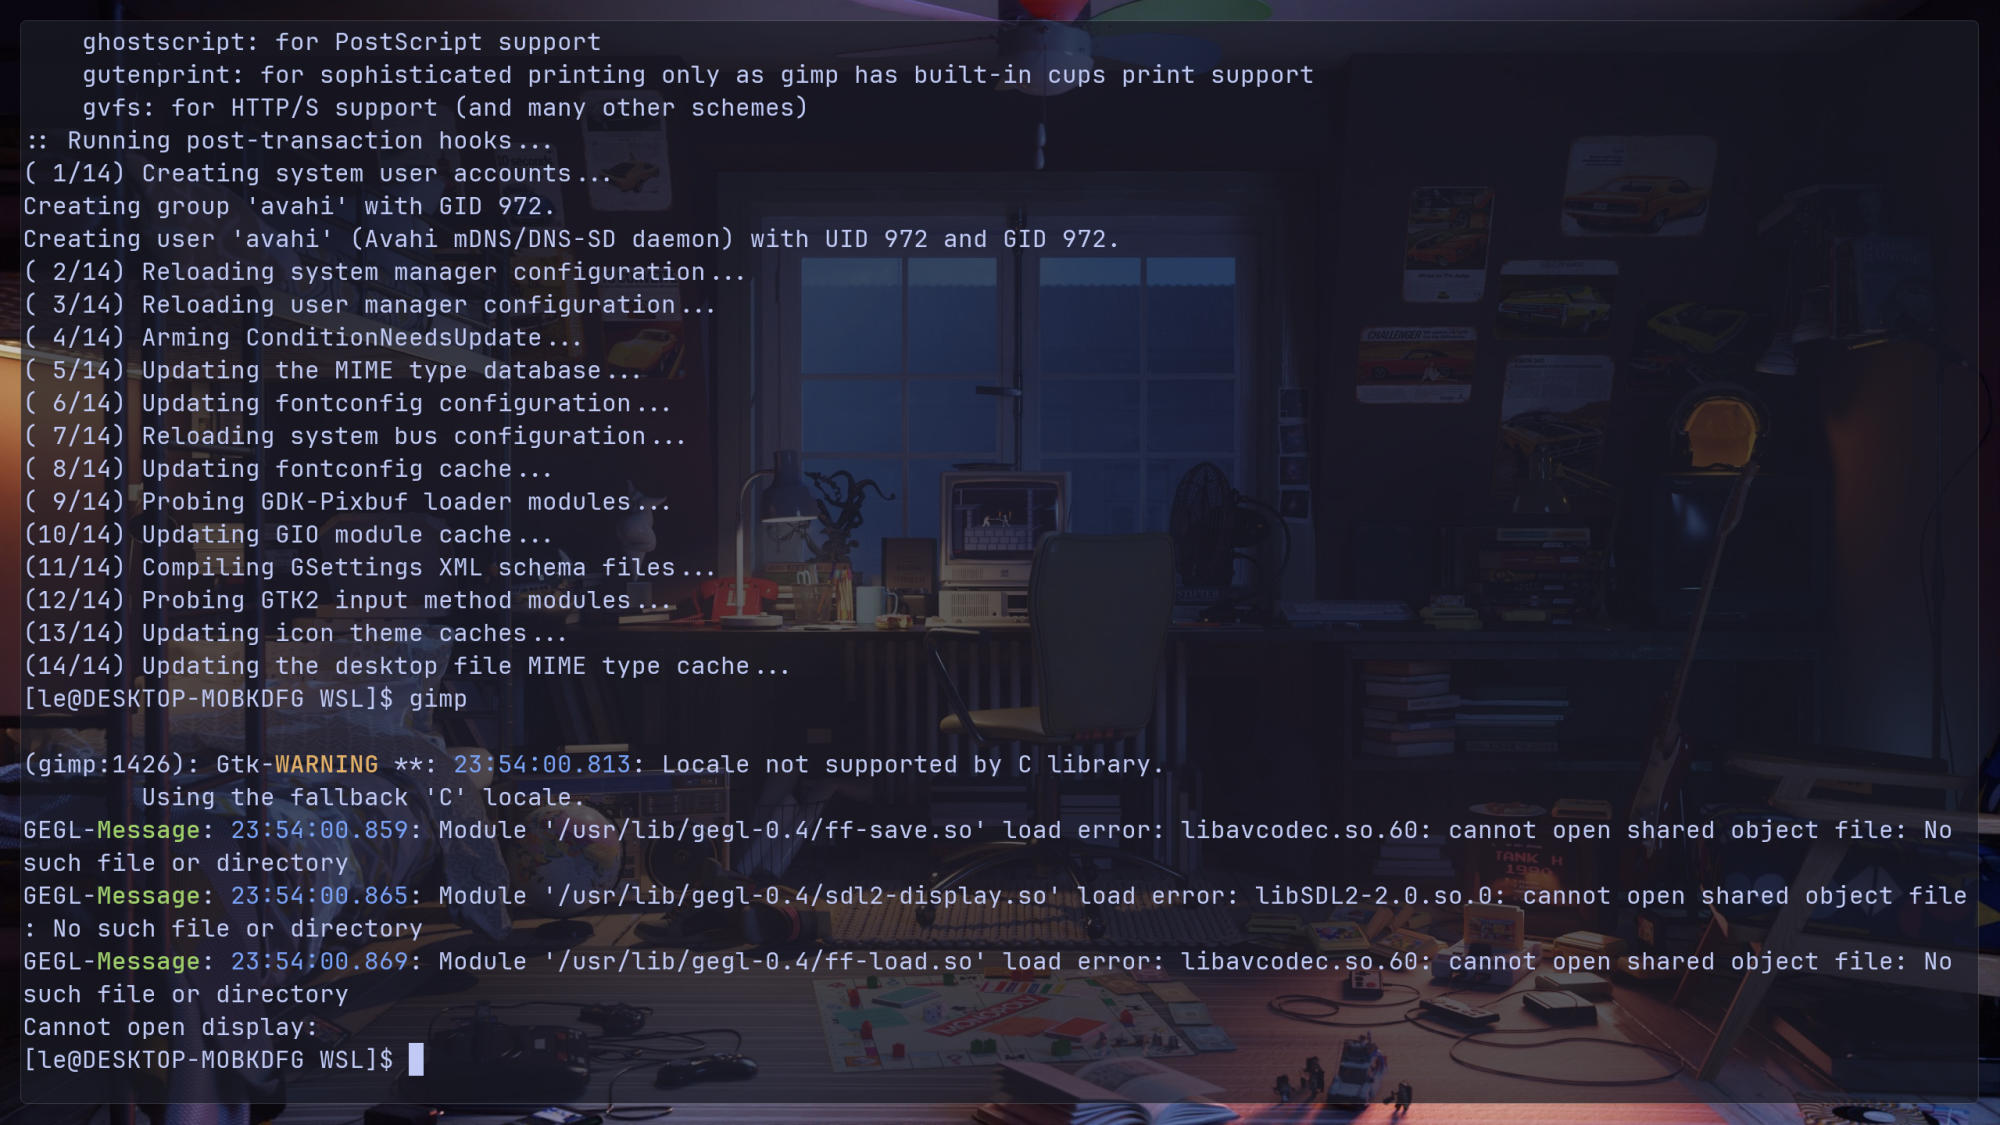 ghostscript: for PostScript support
gutenprint: for sophisticated printing only as gimp has built-in cups print support
gvfs: for HTTP/S support (and many other schemes)
:: Running post-transaction hooks...
( 1/14) Creating system user accounts...
Creating group 'avahi' with GID 972.
Creating user 'avahi' (Avahi mDNS/DNS-SD daemon) with UID 972 and GID 972.
( 2/14) Reloading system manager configuration...
( 3/14) Reloading user manager configuration...
( 4/14) Arming ConditionNeedsUpdate...
( 5/14) Updating the MIME type database...
( 6/14) Updating fontconfig configuration...
( 7/14) Reloading system bus configuration...
( 8/14) Updating fontconfig cache...
( 9/14) Probing GDK-Pixbuf loader modules...
(10/14) Updating GIO module cache...
(11/14) Compiling GSettings XML schema files...
(12/14) Probing GTK2 input method modules...
(13/14) Updating icon theme caches...
(14/14) Updating the desktop file MIME type cache...
[le@DESKTOP-MOBKDFG WSL]$ gimp
(gimp:1426): Gtk-WARNING **: 23:54:00.813: Locale not supported by C library.
Using the fallback 'C' locale.
GEGL-Message: 23:54:00.859: Module '/usr/lib/gegl-0.4/ff-save.so' load error: libavcodec.so.60: cannot open shared object file: No
such file or directory
GEGL-Message: 23:54:00.865: Module '/usr/lib/gegl-0.4/sdl2-display.so' load error: libSDL2-2.0.so.0: cannot open shared object file
: No such file or directory
GEGL-Message: 23:54:00.869: Module '/usr/lib/gegl-0.4/ff-load.so' load error: libavcodec.so.60: cannot open shared object file: No
such file or directory
Cannot open display:
[le@DESKTOP-MOBKDFG WSL]$
CHALLENGER
TANK H
MONOPOLY